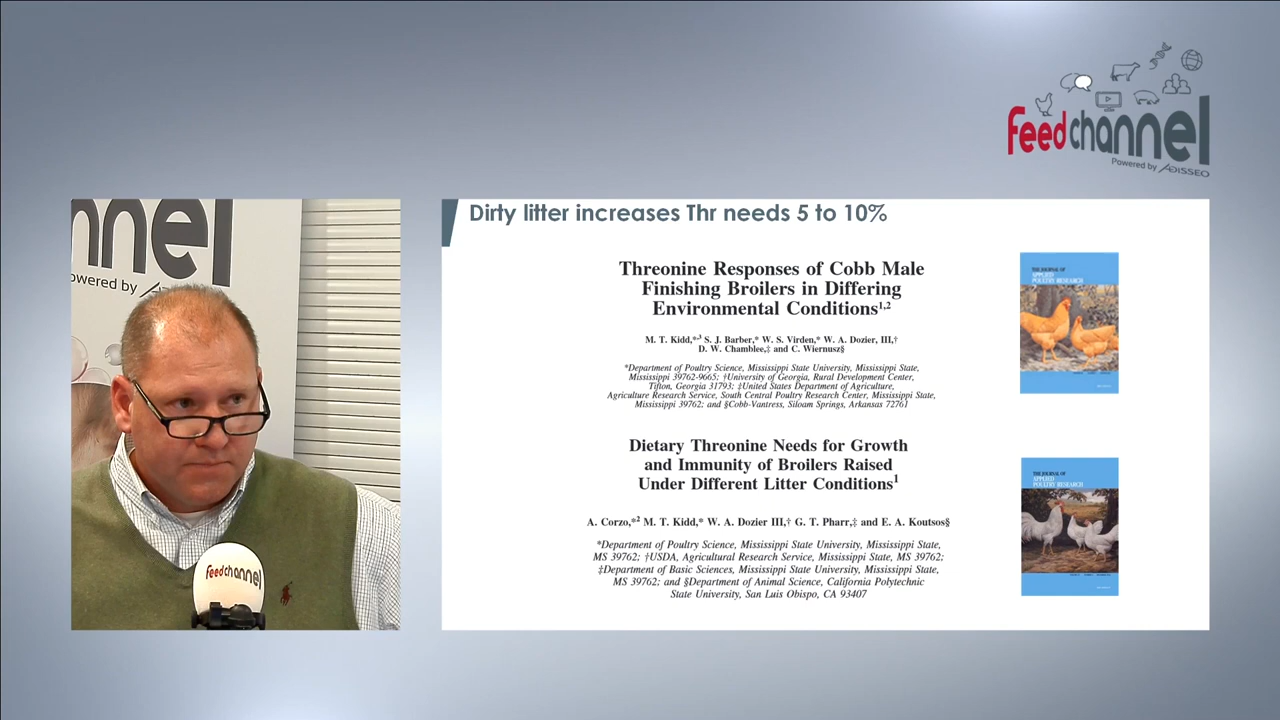 feedchannel
Powered by ADISSEO
nnel
owered by
feedchannel
Dirty litter increases Thr needs 5 to 10%
Threonine Responses of Cobb Male
Finishing Broilers in Differing
Environmental Conditions1,2
M. T. Kidd,*,3 S. J. Barber,* W. S. Virden,* W. A. Dozier, III,†
D. W. Chamblee,‡ and C. Wiernusz§
*Department of Poultry Science, Mississippi State University, Mississippi State,
Mississippi 39762-9665; †University of Georgia, Rural Development Center,
Tifton, Georgia 31793; ‡United States Department of Agriculture,
Agriculture Research Service, South Central Poultry Research Center, Mississippi State,
Mississippi 39762; and §Cobb-Vantress, Siloam Springs, Arkansas 72761
THE JOURNAL OF
APPLIED
POULTRY RESEARCH
Dietary Threonine Needs for Growth
and Immunity of Broilers Raised
Under Different Litter Conditions1
A. Corzo,*2 M. T. Kidd,* W. A. Dozier III,† G. T. Pharr,‡ and E. A. Koutsos§
*Department of Poultry Science, Mississippi State University, Mississippi State,
MS 39762; †USDA, Agricultural Research Service, Mississippi State, MS 39762;
‡Department of Basic Sciences, Mississippi State University, Mississippi State,
MS 39762; and §Department of Animal Science, California Polytechnic
State University, San Luis Obispo, CA 93407
THE JOURNAL OF
APPLIED
POULTRY RESEARCH